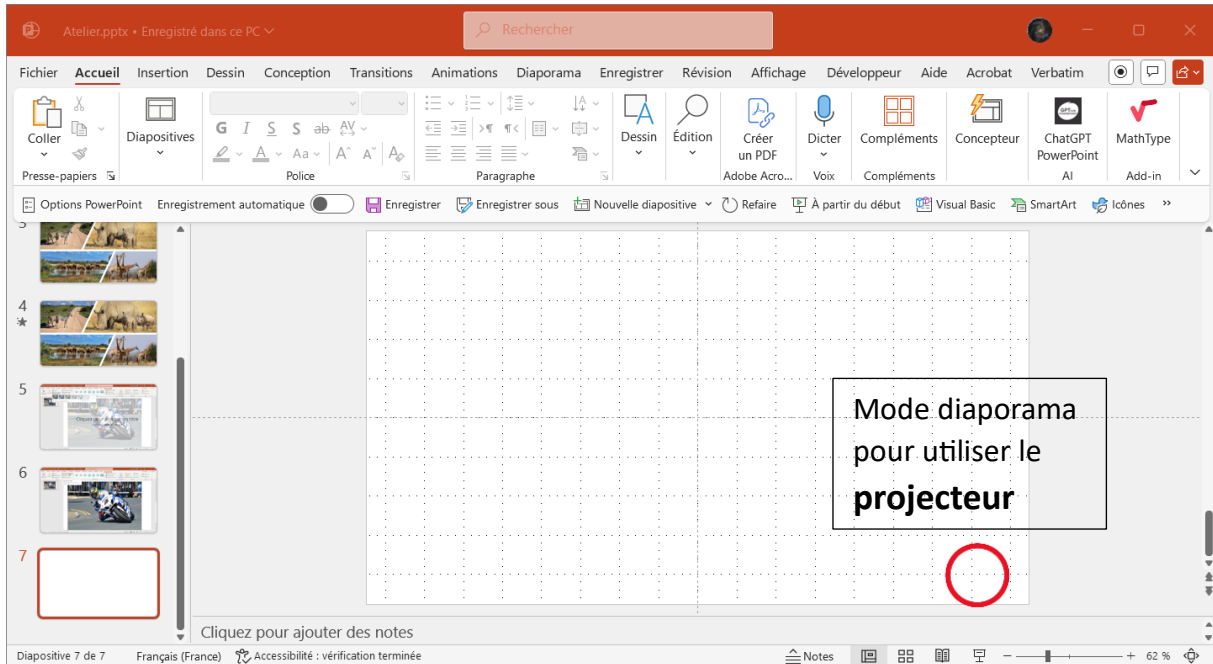 Atelier.pptx • Enregistré dans ce PC
Rechercher
Fichier Accueil Insertion Dessin Conception Transitions Animations Diaporama Enregistrer Révision Affichage Développeur Aide Acrobat Verbatim
Coller
Diapositives
G I S S ab AV
A Aa A A A
Dessin
Édition
Créer
un PDF
Dicter
Compléments
Concepteur
ChatGPT
PowerPoint
MathType
Presse-papiers Police Paragraphe Adobe Acro... Voix Compléments AI Add-in
Options PowerPoint Enregistrement automatique Enregistrer Enregistrer sous Nouvelle diapositive Refaire À partir du début Visual Basic SmartArt Icônes »
3
4
5
6
7
Mode diaporama
pour utiliser le
projecteur
Cliquez pour ajouter des notes
Diapositive 7 de 7 Français (France) Accessibilité : vérification terminée Notes 62 %